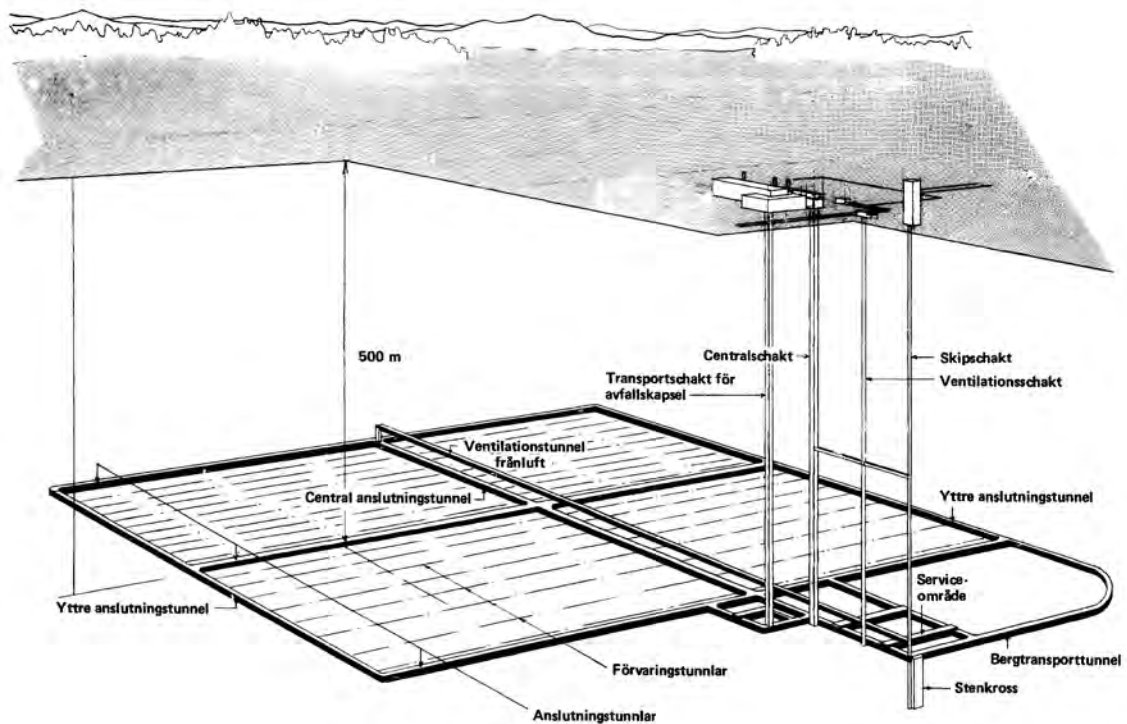 500 m
Centralschakt
Skipschakt
Transportschakt för
avfallskapsel
Ventilationsschakt
Ventilationstunnel
frånluft
Central anslutningstunnel
Yttre anslutningstunnel
Service-
område
Yttre anslutningstunnel
Bergtransporttunnel
Förvaringstunnlar
Stenkross
Anslutningstunnlar